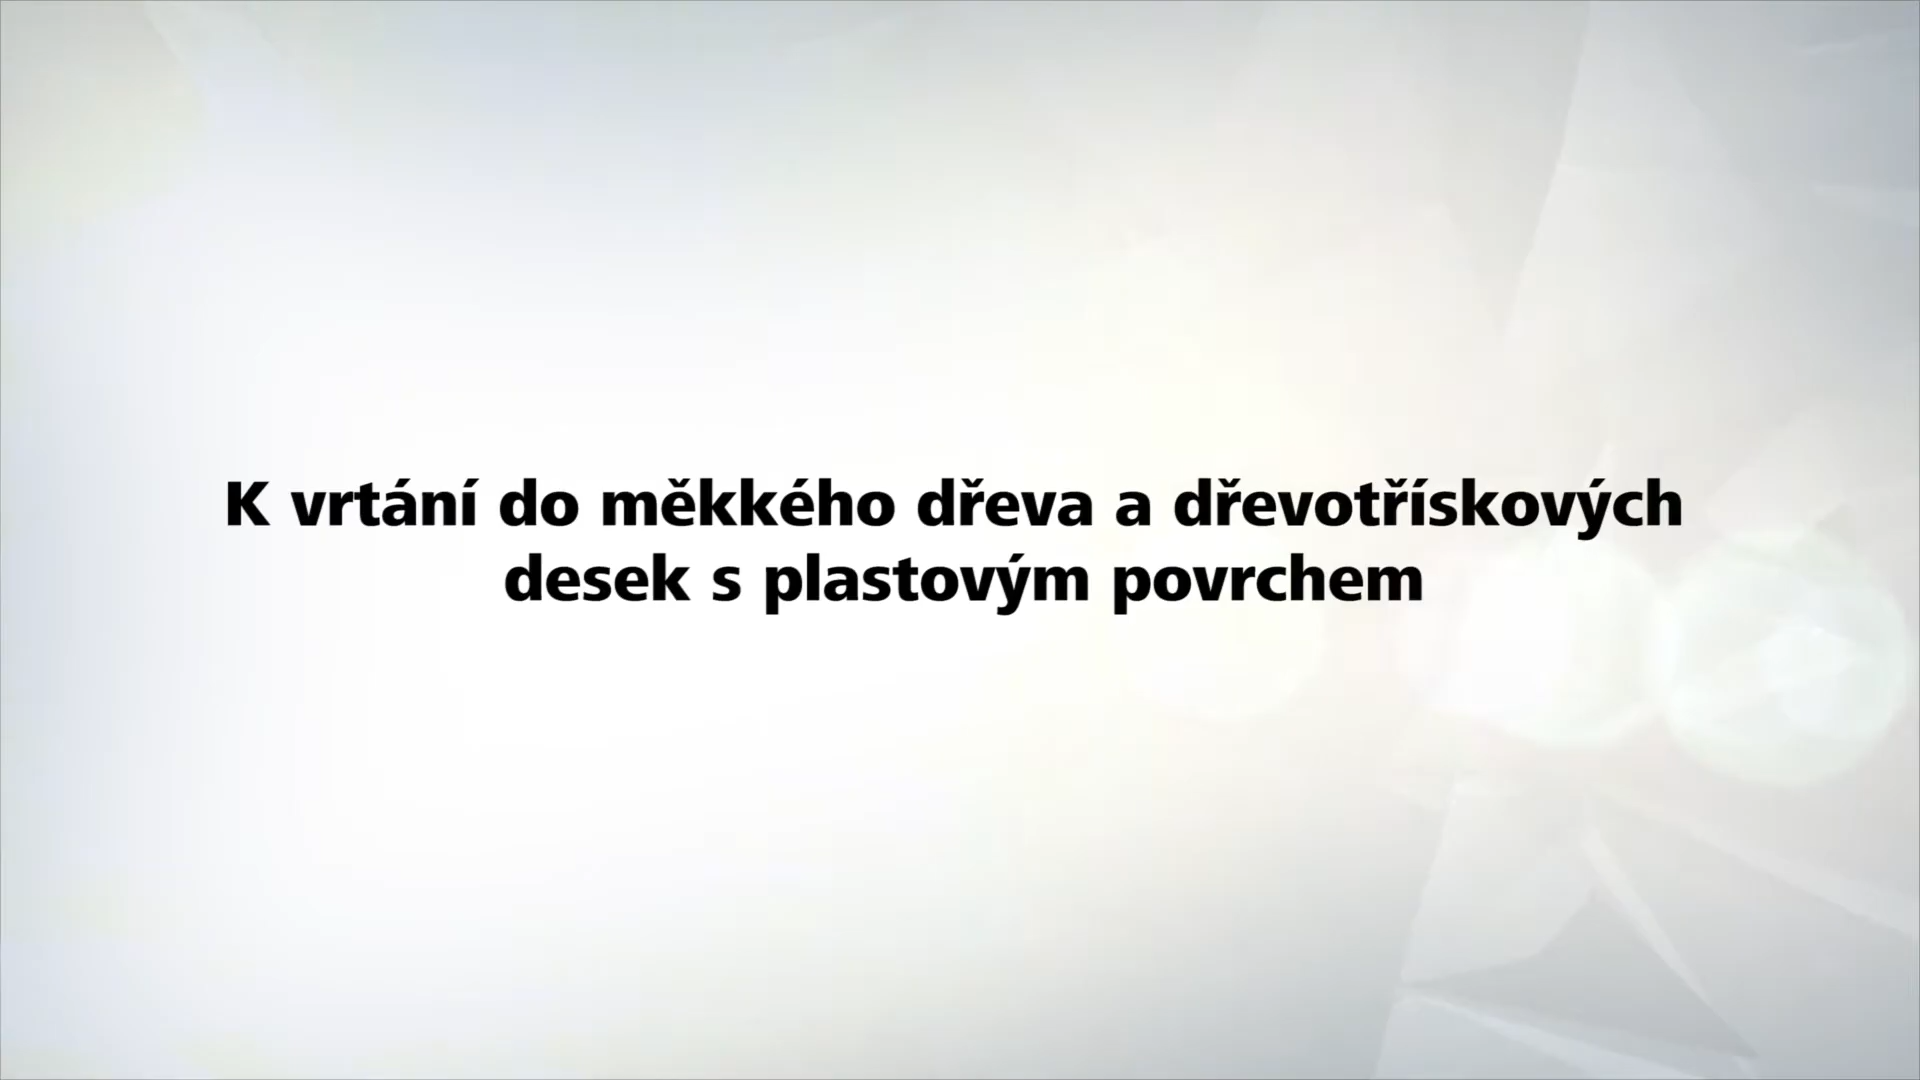 K vrtání do měkkého dřeva a dřevotřískových
desek s plastovým povrchem